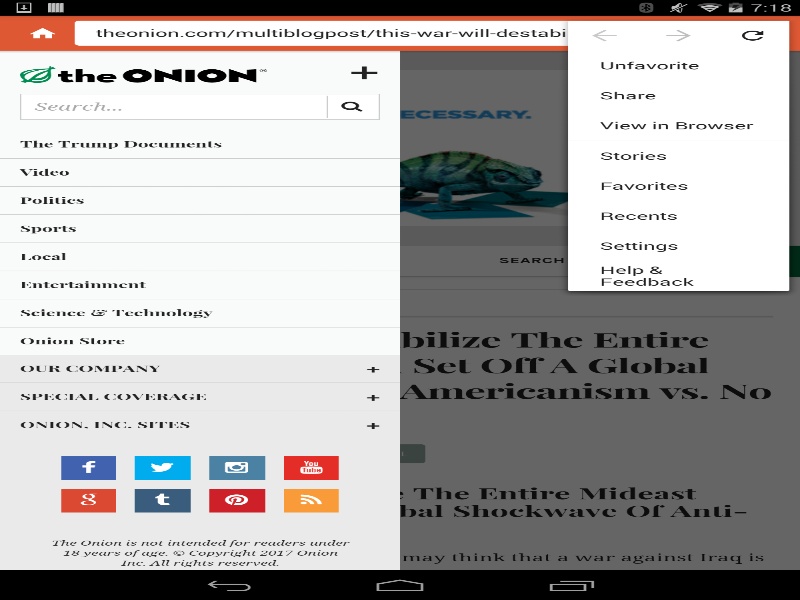 7:18
theonion.com/multiblogpost/this-war-will-destabi
Unfavorite
Share
View in Browser
Stories
Favorites
Recents
Settings
Help &
Feedback
the ONION
Search...
The Trump Documents
Video
Politics
Sports
Local
Entertainment
Science & Technology
Onion Store
OUR COMPANY
SPECIAL COVERAGE
ONION, INC. SITES
f
You
Tube
g
t
The Onion is not intended for readers under
18 years of age. © Copyright 2017 Onion
Inc. All rights reserved.
ECESSARY.
SEARCH
bilize The Entire
Set Off A Global
Americanism vs. No
e The Entire Mideast
bal Shockwave Of Anti-
may think that a war against Iraq is